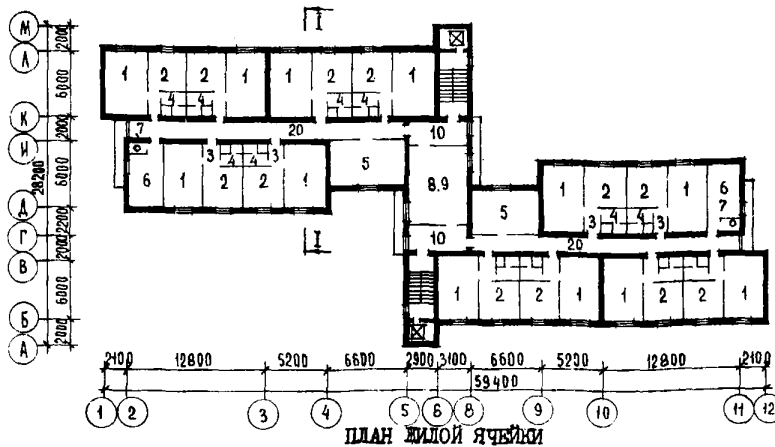 М
Л
К
И
Д
Г
В
Б
А
2000
6000
2000
6000
2200
2000
6000
2000
28200
I
1 2 2 1 1 2 2 1
4 4 4 4
7 20 10
3 4 4 3
6 1 2 2 1 5 8.9
1 2 2 1 6
5 3 4 4 3 7
I 10 20
1 2 2 1 1 2 2 1
2100 12800 5200 6600 2900 3100 6600 5200 12800 2100
59400
1 2 3 4 5 6 8 9 10 11 12
ПЛАН ЖИЛОЙ ЯЧЕЙКИ